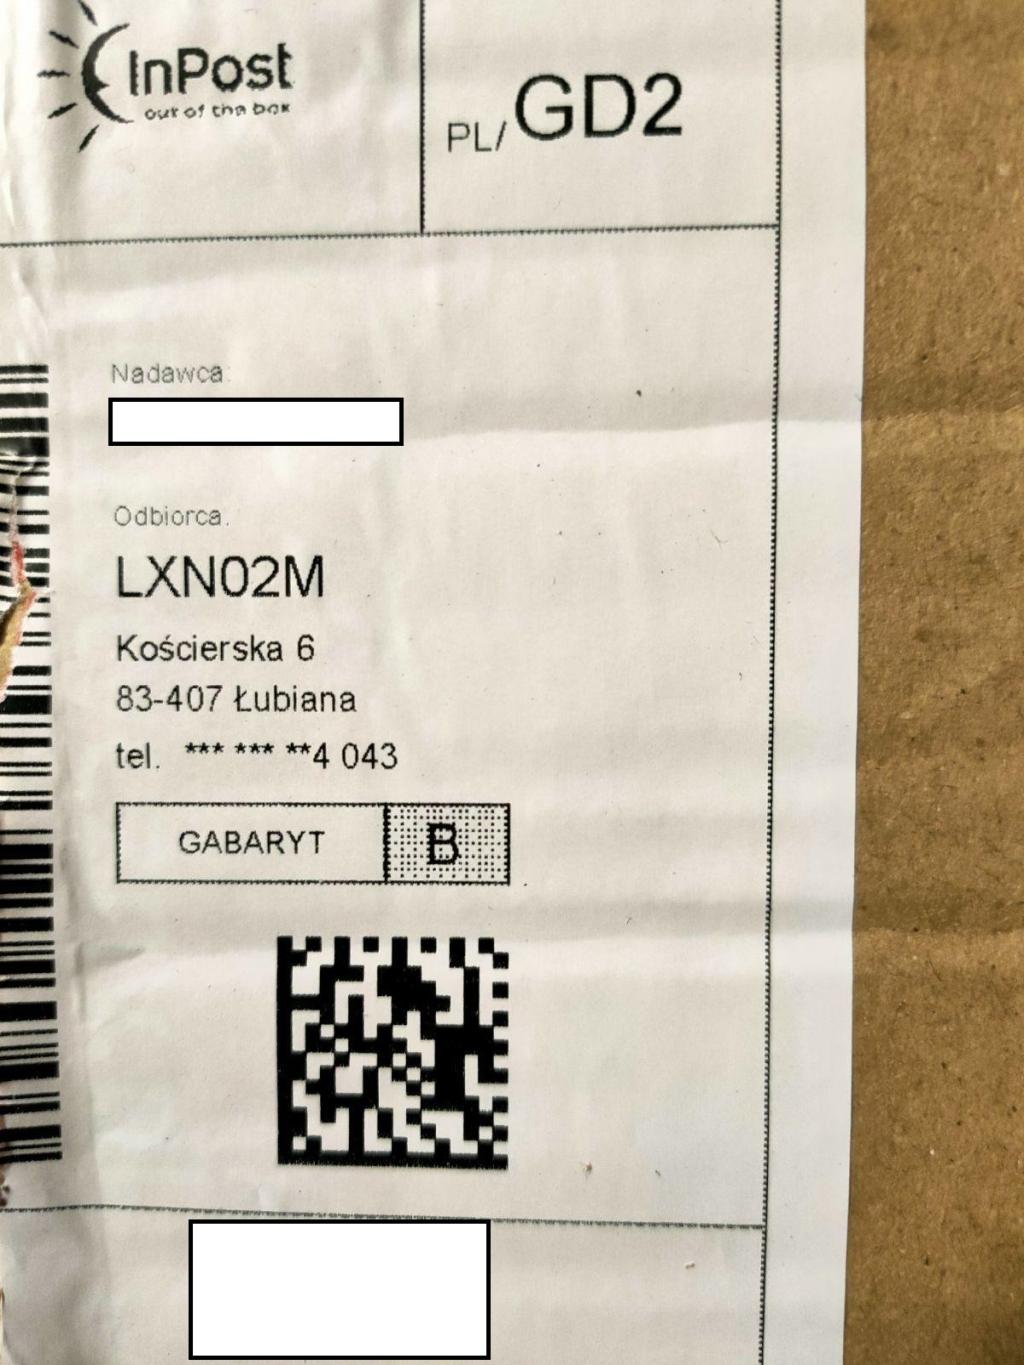 InPost
out of the box
PL/GD2
Nadawca:
Odbiorca:
LXN02M
Kościerska 6
83-407 Łubiana
tel. *** *** **4 043
GABARYT B